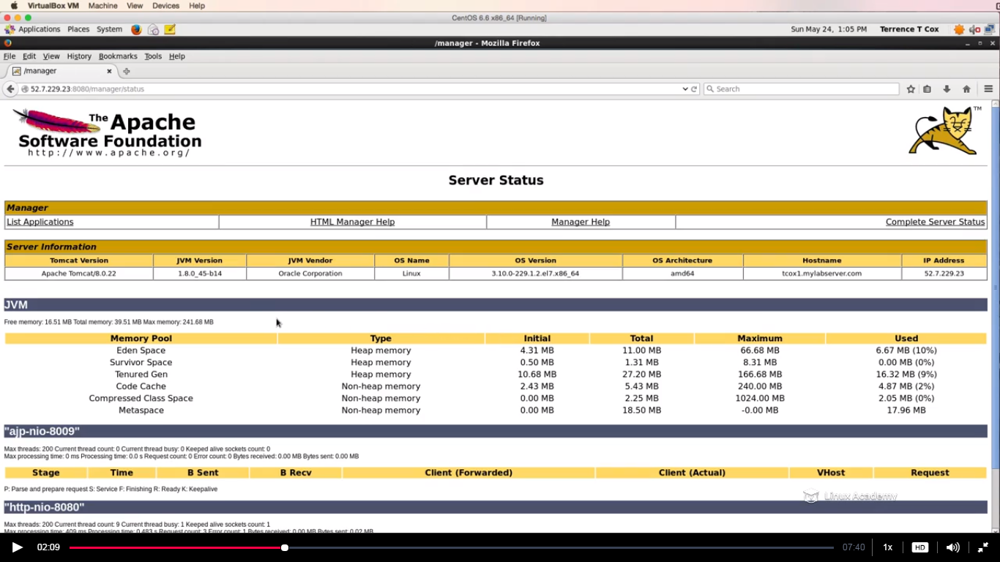 VirtualBox VM Machine View Devices Help
CentOS 6.6 x86_64 [Running]
Applications Places System Sun May 24, 1:05 PM Terrence T Cox
/manager - Mozilla Firefox
File Edit View History Bookmarks Tools Help
/manager
52.7.229.23:8080/manager/status Search
The Apache
Software Foundation
http://www.apache.org/
TM
Server Status
Manager
List Applications HTML Manager Help Manager Help Complete Server Status
Server Information
Tomcat Version JVM Version JVM Vendor OS Name OS Version OS Architecture Hostname IP Address
Apache Tomcat/8.0.22 1.8.0_45-b14 Oracle Corporation Linux 3.10.0-229.1.2.el7.x86_64 amd64 tcox1.mylabserver.com 52.7.229.23
JVM
Free memory: 16.51 MB Total memory: 39.51 MB Max memory: 241.68 MB
Memory Pool Type Initial Total Maximum Used
Eden Space Heap memory 4.31 MB 11.00 MB 66.68 MB 6.67 MB (10%)
Survivor Space Heap memory 0.50 MB 1.31 MB 8.31 MB 0.00 MB (0%)
Tenured Gen Heap memory 10.68 MB 27.20 MB 166.68 MB 16.32 MB (9%)
Code Cache Non-heap memory 2.43 MB 5.43 MB 240.00 MB 4.87 MB (2%)
Compressed Class Space Non-heap memory 0.00 MB 2.25 MB 1024.00 MB 2.05 MB (0%)
Metaspace Non-heap memory 0.00 MB 18.50 MB -0.00 MB 17.96 MB
"ajp-nio-8009"
Max threads: 200 Current thread count: 0 Current thread busy: 0 Keeped alive sockets count: 0
Max processing time: 0 ms Processing time: 0.0 s Request count: 0 Error count: 0 Bytes received: 0.00 MB Bytes sent: 0.00 MB
Stage Time B Sent B Recv Client (Forwarded) Client (Actual) VHost Request
P: Parse and prepare request S: Service F: Finishing R: Ready K: Keepalive
Linux Academy
"http-nio-8080"
Max threads: 200 Current thread count: 9 Current thread busy: 1 Keeped alive sockets count: 1
Max processing time: 409 ms Processing time: 0.483 s Request count: 3 Error count: 1 Bytes received: 0.00 MB Bytes sent: 0.02 MB
02:09 07:40 1x HD